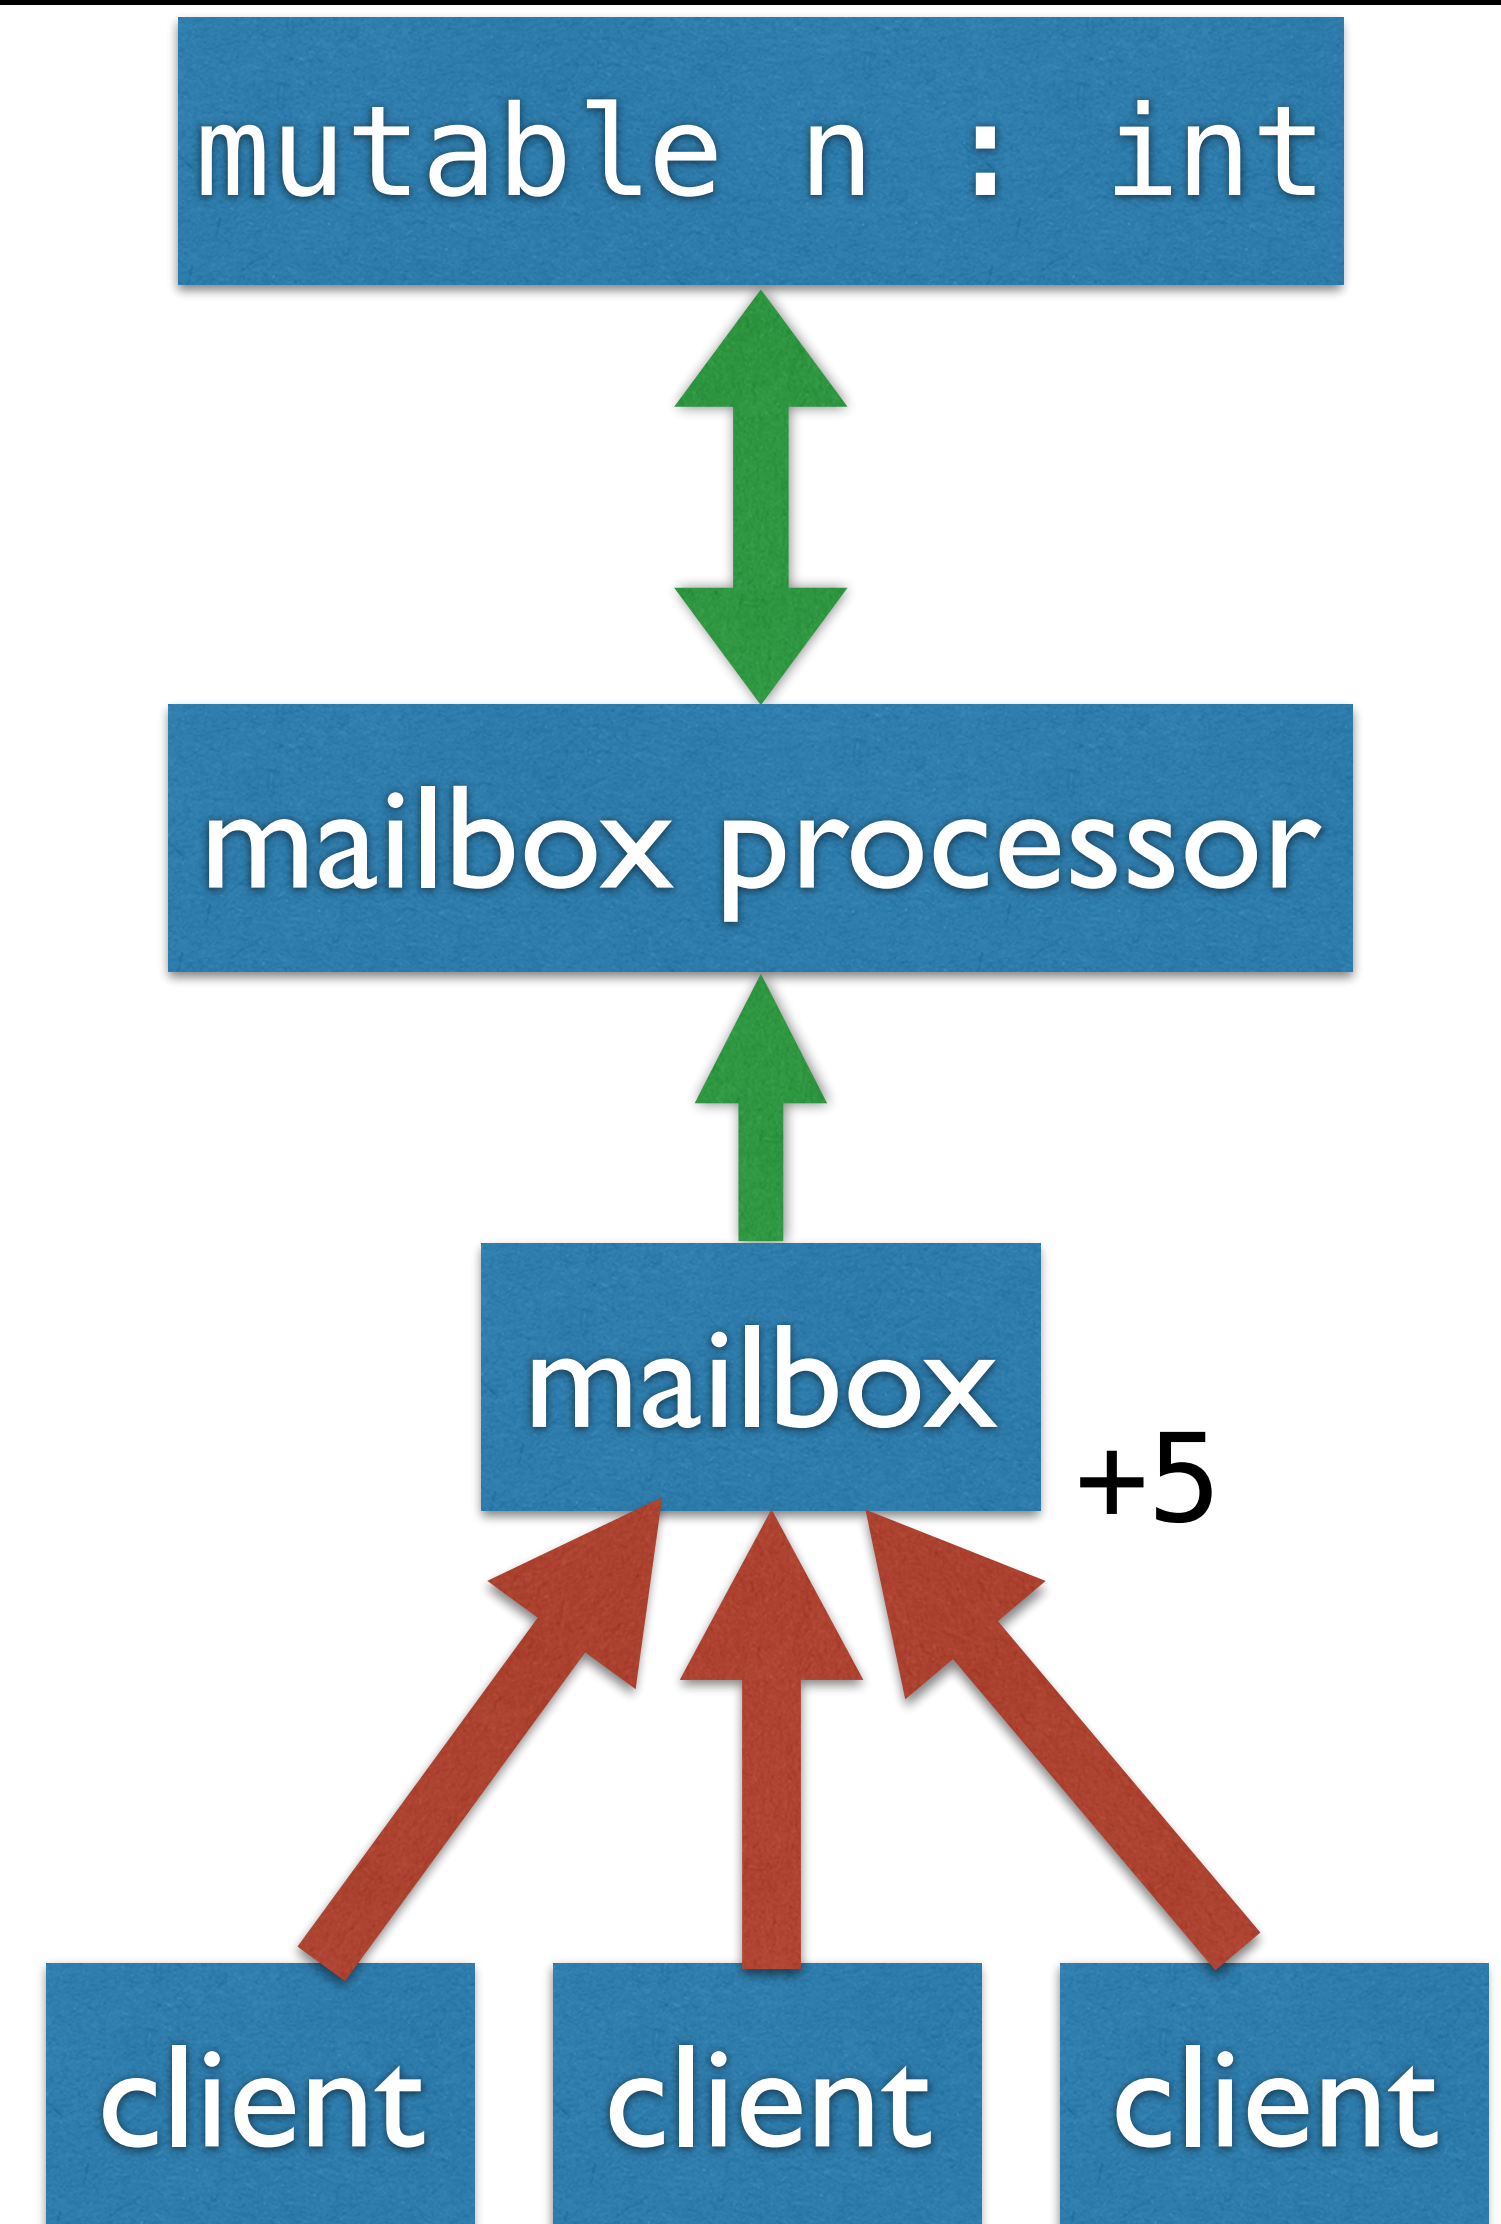 mutable n : int
mailbox processor
mailbox
+5
client client client